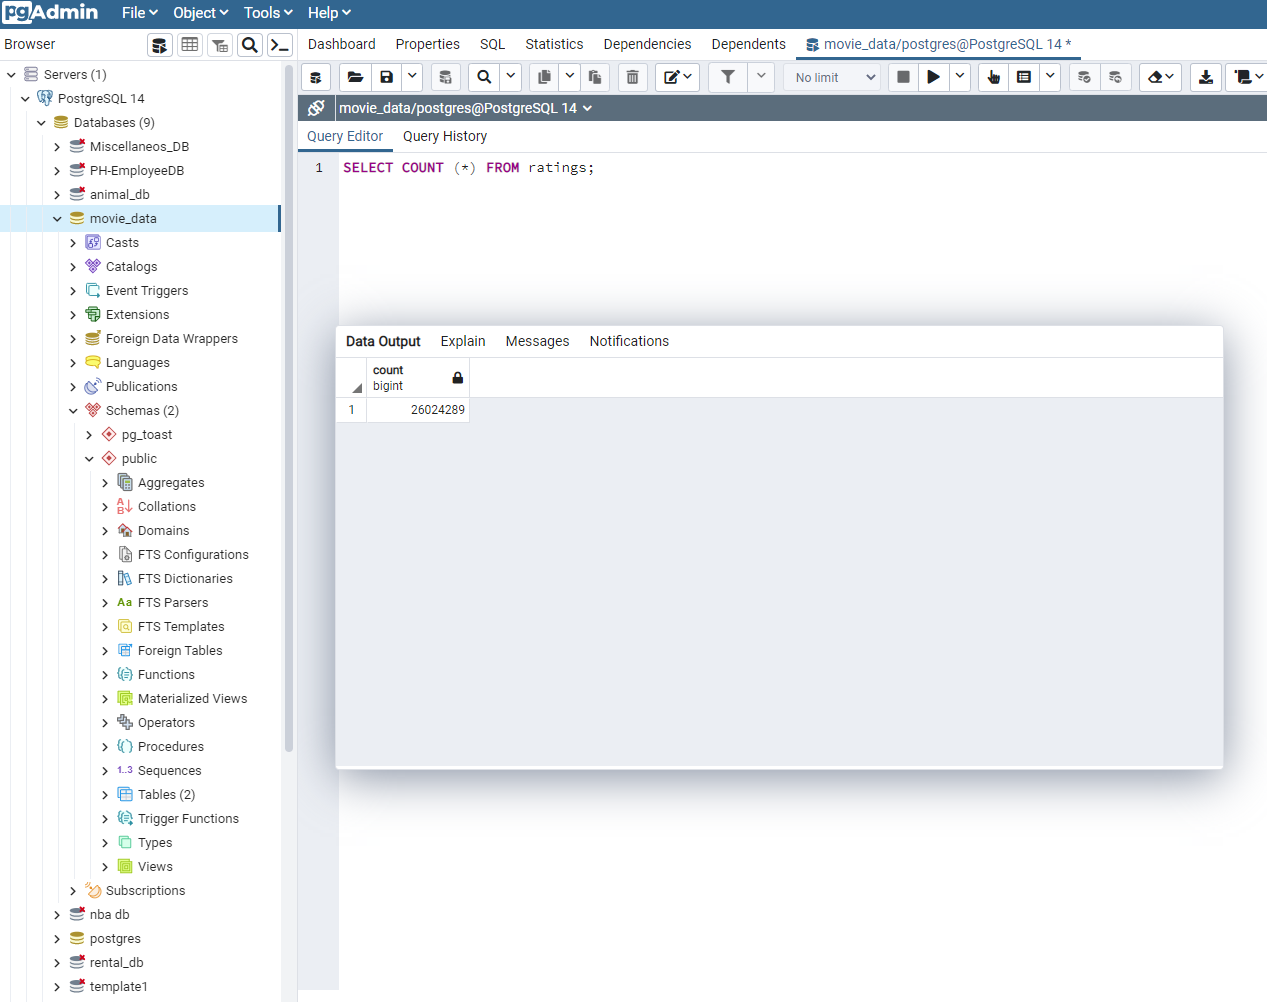 pgAdmin File Object Tools Help
Browser
Dashboard Properties SQL Statistics Dependencies Dependents movie_data/postgres@PostgreSQL 14 *
No limit
movie_data/postgres@PostgreSQL 14
Query Editor Query History
1 SELECT COUNT (*) FROM ratings;
Data Output Explain Messages Notifications
count
bigint
1 26024289
Servers (1)
PostgreSQL 14
Databases (9)
Miscellaneos_DB
PH-EmployeeDB
animal_db
movie_data
Casts
Catalogs
Event Triggers
Extensions
Foreign Data Wrappers
Languages
Publications
Schemas (2)
pg_toast
public
Aggregates
Collations
Domains
FTS Configurations
FTS Dictionaries
Aa FTS Parsers
FTS Templates
Foreign Tables
Functions
Materialized Views
Operators
Procedures
1..3 Sequences
Tables (2)
Trigger Functions
Types
Views
Subscriptions
nba db
postgres
rental_db
template1